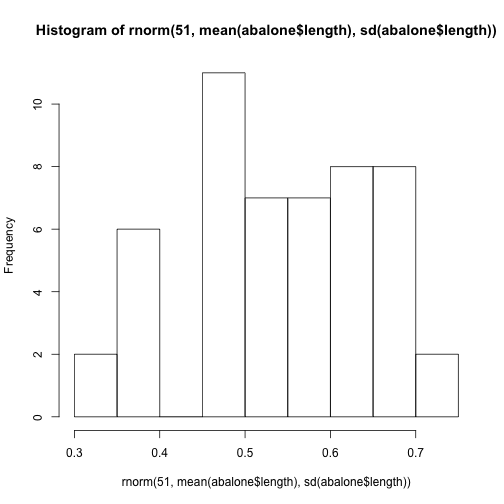 Histogram of rnorm(51, mean(abalone$length), sd(abalone$length))
Frequency
10
8
6
4
2
0
0.3 0.4 0.5 0.6 0.7
rnorm(51, mean(abalone$length), sd(abalone$length))